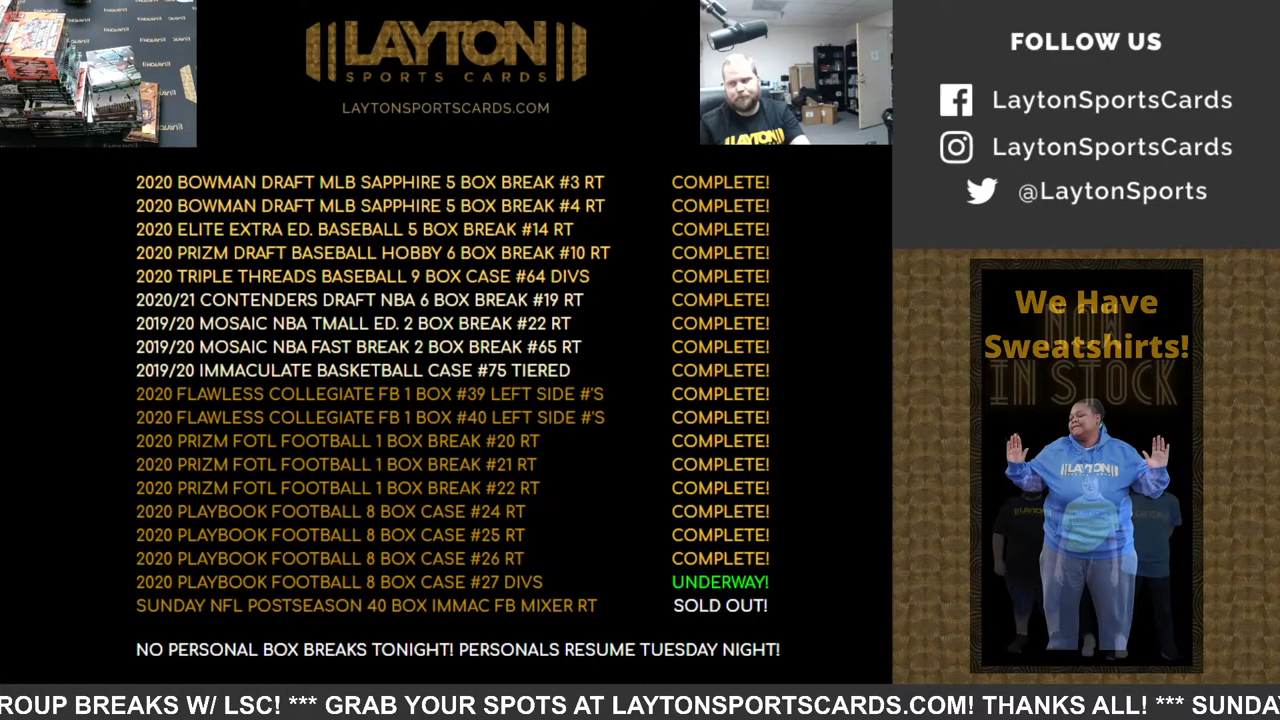 LAYTON
SPORTS CARDS
LAYTONSPORTSCARDS.COM
LAYTON
FOLLOW US
LaytonSportsCards
LaytonSportsCards
@LaytonSports
2020 BOWMAN DRAFT MLB SAPPHIRE 5 BOX BREAK #3 RT COMPLETE!
2020 BOWMAN DRAFT MLB SAPPHIRE 5 BOX BREAK #4 RT COMPLETE!
2020 ELITE EXTRA ED. BASEBALL 5 BOX BREAK #14 RT COMPLETE!
2020 PRIZM DRAFT BASEBALL HOBBY 6 BOX BREAK #10 RT COMPLETE!
2020 TRIPLE THREADS BASEBALL 9 BOX CASE #64 DIVS COMPLETE!
2020/21 CONTENDERS DRAFT NBA 6 BOX BREAK #19 RT COMPLETE!
2019/20 MOSAIC NBA TMALL ED. 2 BOX BREAK #22 RT COMPLETE!
2019/20 MOSAIC NBA FAST BREAK 2 BOX BREAK #65 RT COMPLETE!
2019/20 IMMACULATE BASKETBALL CASE #75 TIERED COMPLETE!
2020 FLAWLESS COLLEGIATE FB 1 BOX #39 LEFT SIDE #'S COMPLETE!
2020 FLAWLESS COLLEGIATE FB 1 BOX #40 LEFT SIDE #'S COMPLETE!
2020 PRIZM FOTL FOOTBALL 1 BOX BREAK #20 RT COMPLETE!
2020 PRIZM FOTL FOOTBALL 1 BOX BREAK #21 RT COMPLETE!
2020 PRIZM FOTL FOOTBALL 1 BOX BREAK #22 RT COMPLETE!
2020 PLAYBOOK FOOTBALL 8 BOX CASE #24 RT COMPLETE!
2020 PLAYBOOK FOOTBALL 8 BOX CASE #25 RT COMPLETE!
2020 PLAYBOOK FOOTBALL 8 BOX CASE #26 RT COMPLETE!
2020 PLAYBOOK FOOTBALL 8 BOX CASE #27 DIVS UNDERWAY!
SUNDAY NFL POSTSEASON 40 BOX IMMAC FB MIXER RT SOLD OUT!
NO PERSONAL BOX BREAKS TONIGHT! PERSONALS RESUME TUESDAY NIGHT!
We Have
Sweatshirts!
NOW
IN STOCK
LAYTON
ROUP BREAKS W/ LSC! *** GRAB YOUR SPOTS AT LAYTONSPORTSCARDS.COM! THANKS ALL! *** SUNDA